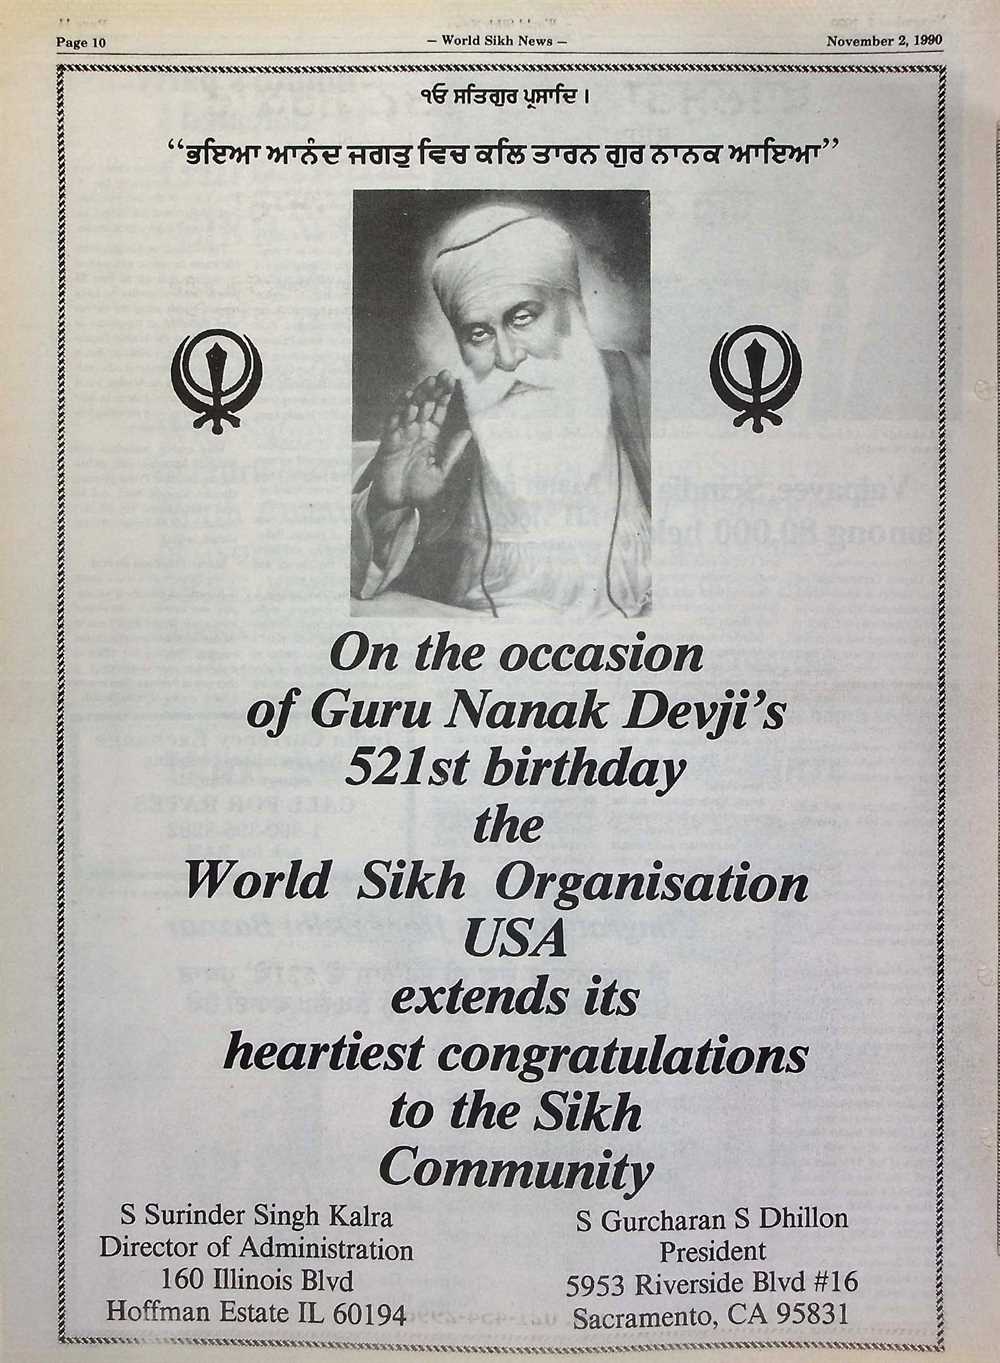 Page 10
– World Sikh News –
November 2, 1990
ੴ ਸਤਿਗੁਰ ਪ੍ਰਸਾਦਿ ।
“ਭਇਆ ਆਨੰਦ ਜਗਤੁ ਵਿਚ ਕਲਿ ਤਾਰਨ ਗੁਰ ਨਾਨਕ ਆਇਆ”
On the occasion
of Guru Nanak Devji’s
521st birthday
the
World Sikh Organisation
USA
extends its
heartiest congratulations
to the Sikh
Community
S Surinder Singh Kalra
Director of Administration
160 Illinois Blvd
Hoffman Estate IL 60194
S Gurcharan S Dhillon
President
5953 Riverside Blvd #16
Sacramento, CA 95831